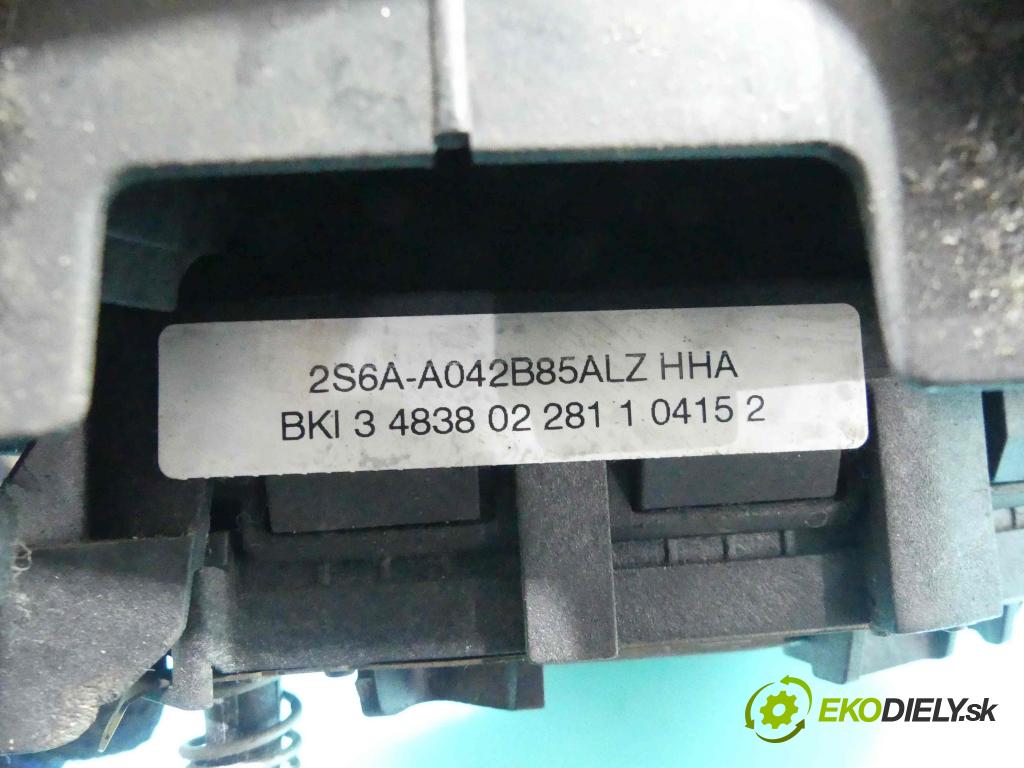 2S6A-A042B85ALZ HHA
BKI 3 4838 02 281 1 0415 2
EKODIELY.sk